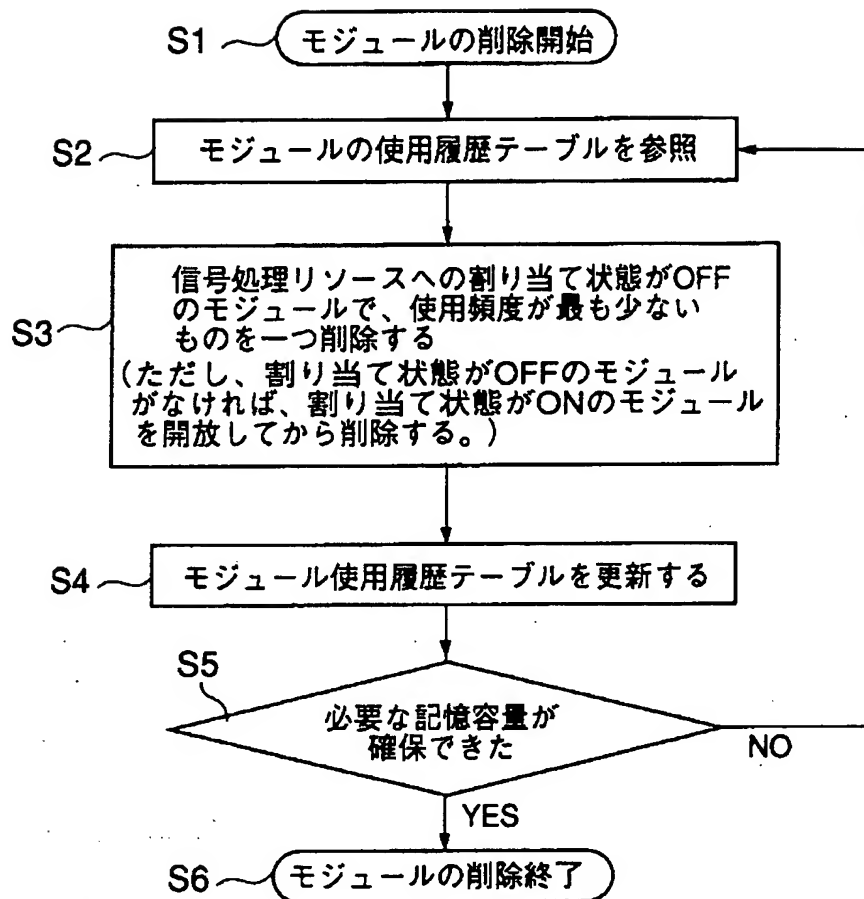 S1 モジュールの削除開始
S2 モジュールの使用履歴テーブルを参照
S3
信号処理リソースへの割り当て状態がOFF
のモジュールで、使用頻度が最も少ない
ものを一つ削除する
(ただし、割り当て状態がOFFのモジュール
がなければ、割り当て状態がONのモジュール
を開放してから削除する。)
S4 モジュール使用履歴テーブルを更新する
S5
必要な記憶容量が
確保できた
NO
YES
S6 モジュールの削除終了